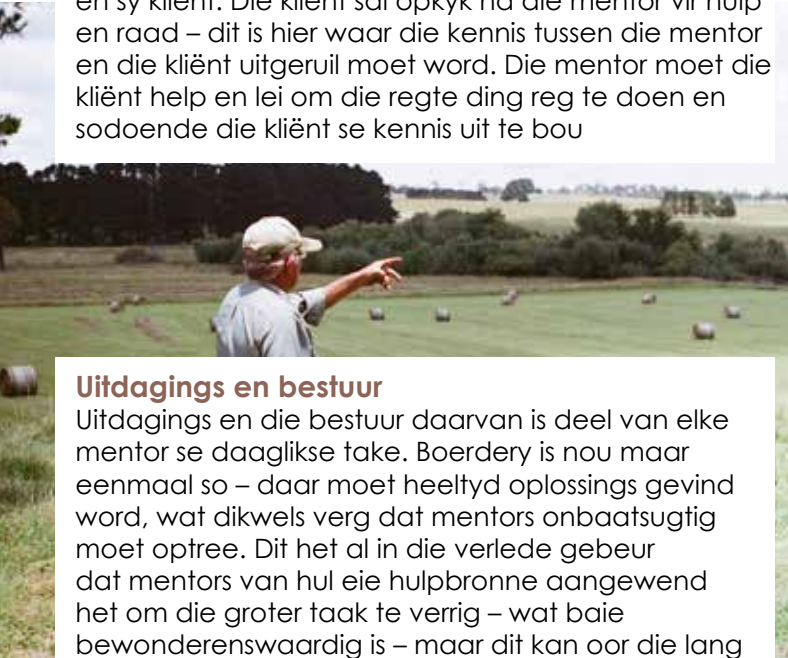 en sy kliënt. Die kliënt sal opkyk na die mentor vir hulp
en raad – dit is hier waar die kennis tussen die mentor
en die kliënt uitgeruil moet word. Die mentor moet die
kliënt help en lei om die regte ding reg te doen en
sodoende die kliënt se kennis uit te bou
Uitdagings en bestuur
Uitdagings en die bestuur daarvan is deel van elke
mentor se daaglikse take. Boerdery is nou maar
eenmaal so – daar moet heeltyd oplossings gevind
word, wat dikwels verg dat mentors onbaatsugtig
moet optree. Dit het al in die verlede gebeur
dat mentors van hul eie hulpbronne aangewend
het om die groter taak te verrig – wat baie
bewonderenswaardig is – maar dit kan oor die lang